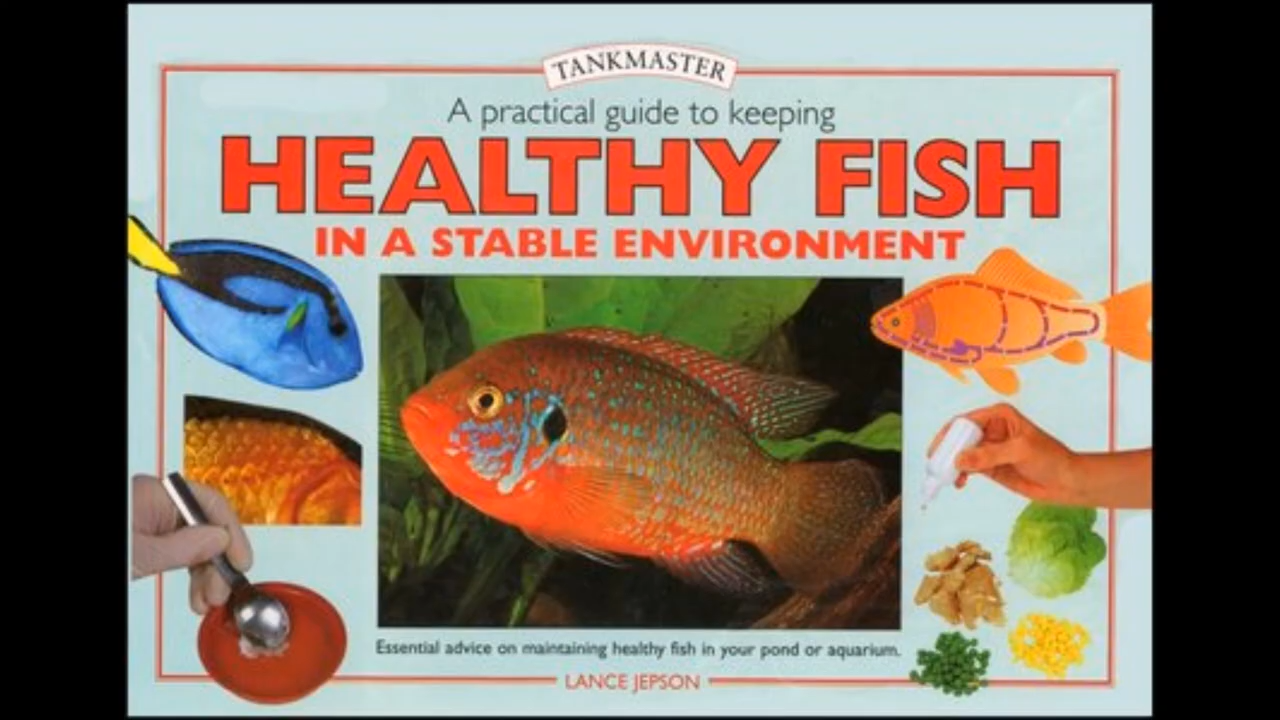 TANKMASTER
A practical guide to keeping
HEALTHY FISH
IN A STABLE ENVIRONMENT
Essential advice on maintaining healthy fish in your pond or aquarium.
LANCE JEPSON